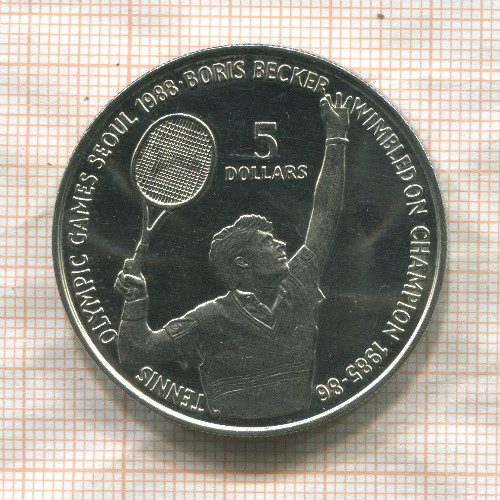 TENNIS OLYMPIC GAMES SEOUL 1988 · BORIS BECKER · WIMBLEDON CHAMPION 1985-86
5
DOLLARS